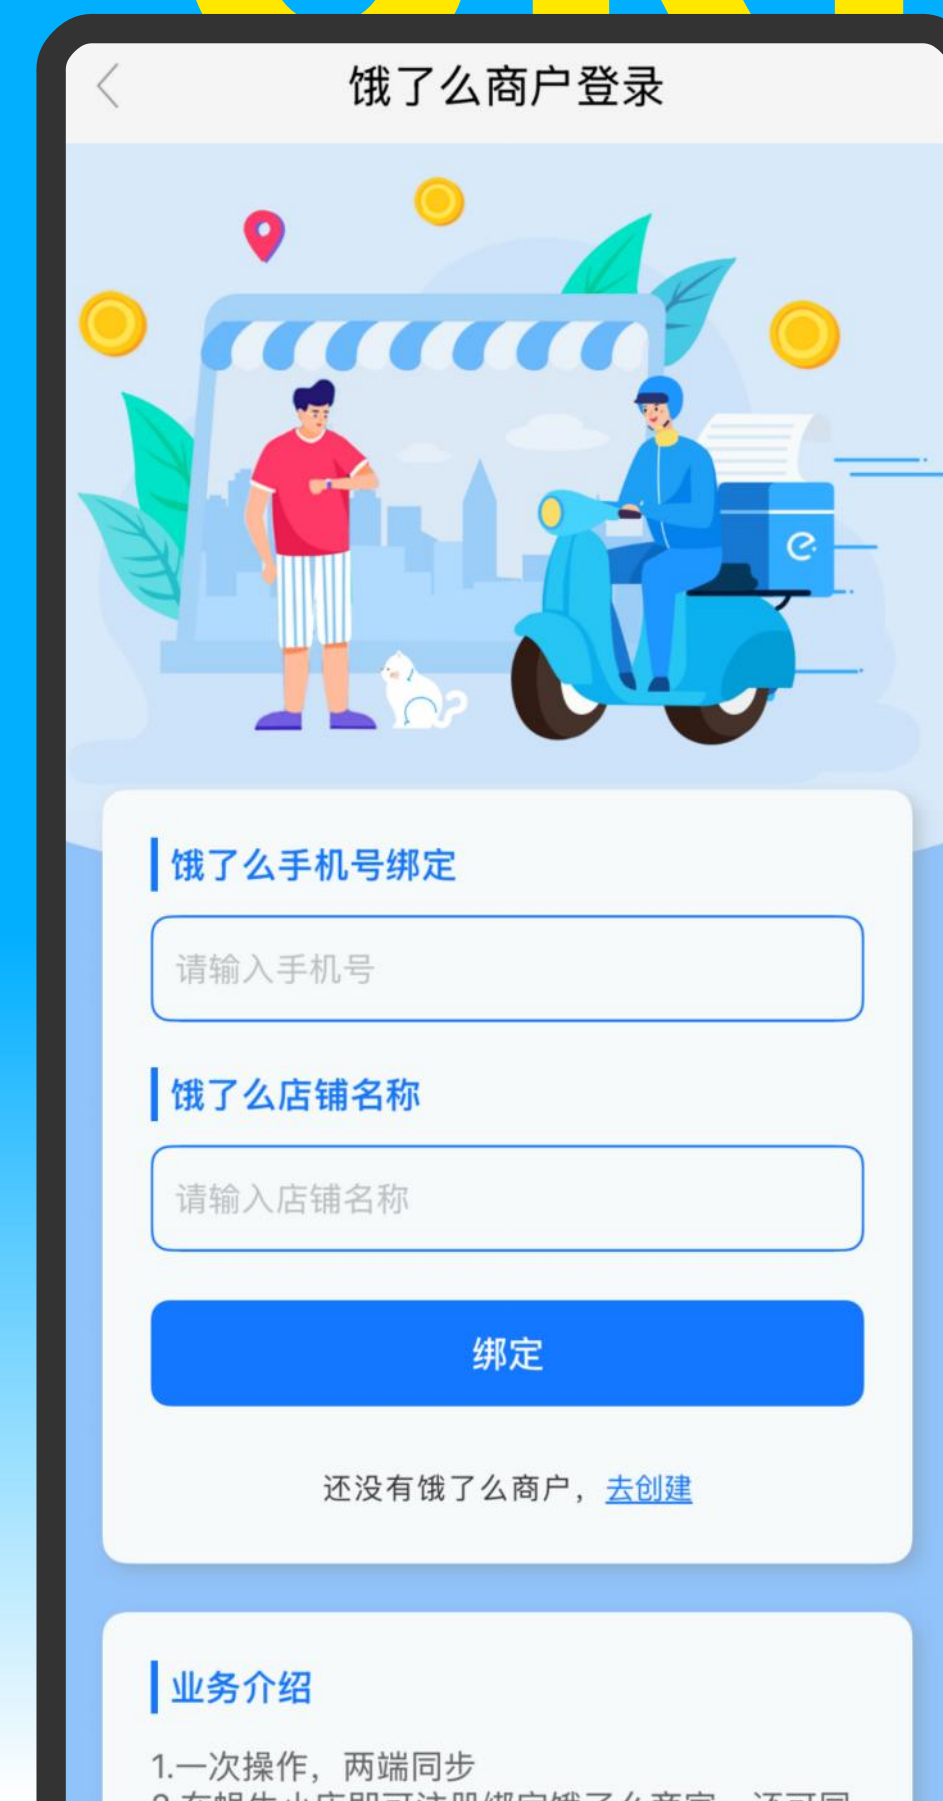 饿了么商户登录
饿了么手机号绑定
请输入手机号
饿了么店铺名称
请输入店铺名称
绑定
还没有饿了么商户，去创建
业务介绍
1.一次操作，两端同步